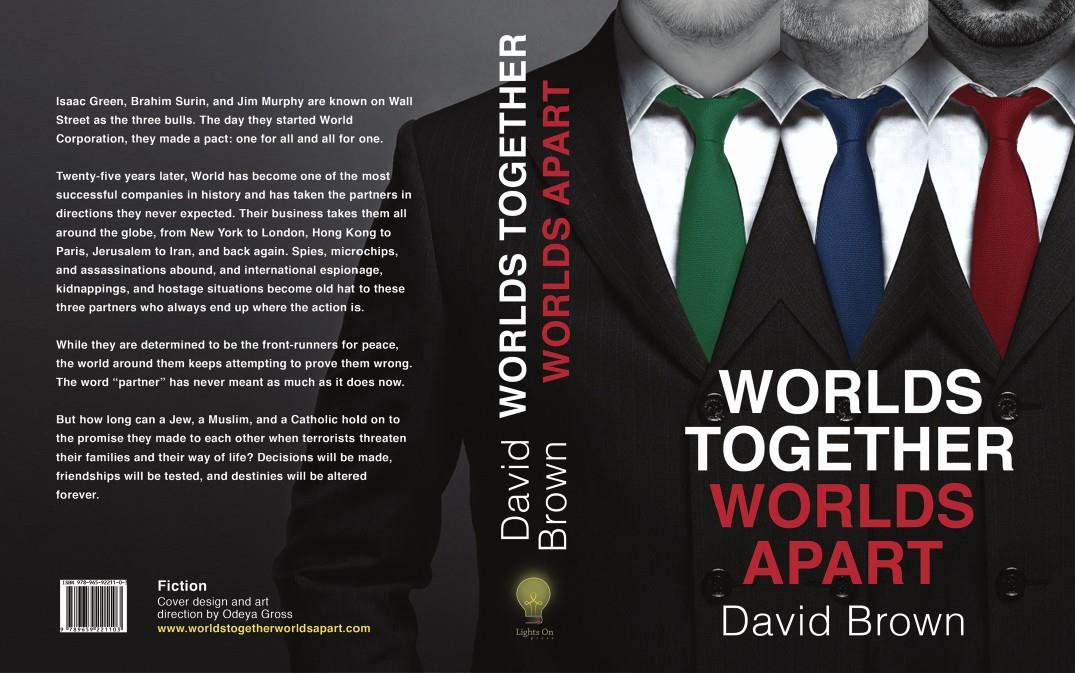 Isaac Green, Brahim Surin, and Jim Murphy are known on Wall
Street as the three bulls. The day they started World
Corporation, they made a pact: one for all and all for one.
Twenty-five years later, World has become one of the most
successful companies in history and has taken the partners in
directions they never expected. Their business takes them all
around the globe, from New York to London, Hong Kong to
Paris, Jerusalem to Iran, and back again. Spies, microchips,
and assassinations abound, and international espionage,
kidnappings, and hostage situations become old hat to these
three partners who always end up where the action is.
While they are determined to be the front-runners for peace,
the world around them keeps attempting to prove them wrong.
The word “partner” has never meant as much as it does now.
But how long can a Jew, a Muslim, and a Catholic hold on to
the promise they made to each other when terrorists threaten
their families and their way of life? Decisions will be made,
friendships will be tested, and destinies will be altered
forever.
ISBN 978-965-92211-0-
9 789659 221103
Fiction
Cover design and art
direction by Odeya Gross
www.worldstogetherworldsapart.com
WORLDS TOGETHER
WORLDS APART
David
Brown
Lights On
press
WORLDS
TOGETHER
WORLDS
APART
David Brown